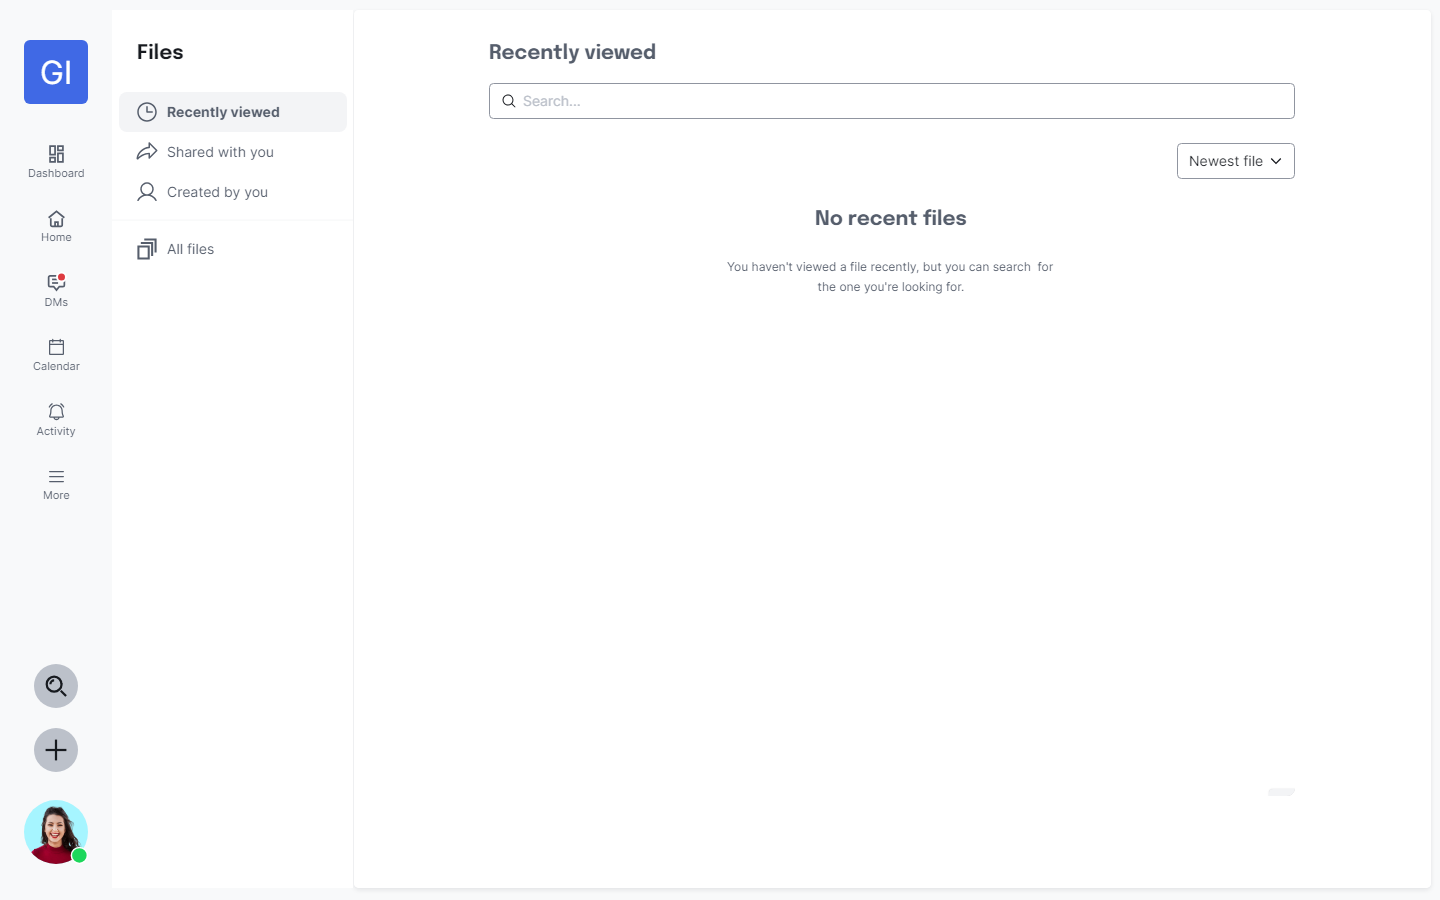 GI
Dashboard
Home
DMs
Calendar
Activity
More
Files
Recently viewed
Shared with you
Created by you
All files
Recently viewed
Search...
Newest file
No recent files
You haven't viewed a file recently, but you can search  for
the one you're looking for.